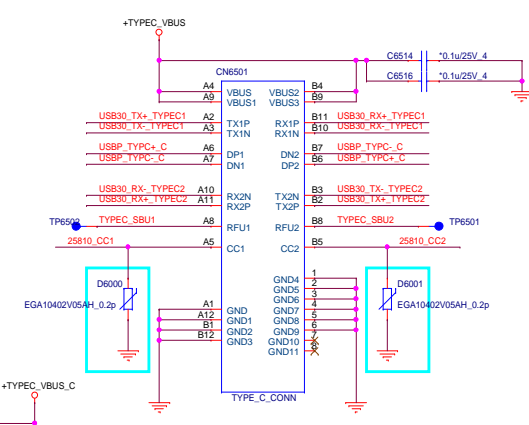 +TYPEC_VBUS
C6514 *0.1u/25V_4
CN6501
C6516 *0.1u/25V_4
A4 VBUS VBUS2 B4
A9 VBUS1 VBUS3 B9
USB30_TX+_TYPEC1 A2 TX1P RX1P B11 USB30_RX+_TYPEC1
USB30_TX-_TYPEC1 A3 TX1N RX1N B10 USB30_RX-_TYPEC1
USBP_TYPC+_C A6 DP1 DN2 B7 USBP_TYPC-_C
USBP_TYPC-_C A7 DN1 DP2 B6 USBP_TYPC+_C
USB30_RX-_TYPEC2 A10 RX2N TX2N B3 USB30_TX-_TYPEC2
USB30_RX+_TYPEC2 A11 RX2P TX2P B2 USB30_TX+_TYPEC2
TP6502 TYPEC_SBU1 A8 RFU1 RFU2 B8 TYPEC_SBU2 TP6501
25810_CC1 A5 CC1 CC2 B5 25810_CC2
GND4 1
D6000 GND5 2 D6001
GND6 3
EGA10402V05AH_0.2p A1 GND GND7 4 EGA10402V05AH_0.2p
A12 GND1 GND8 5
B1 GND2 GND9 6
B12 GND3 GND10 7
GND11 8
+TYPEC_VBUS_C
TYPE_C_CONN